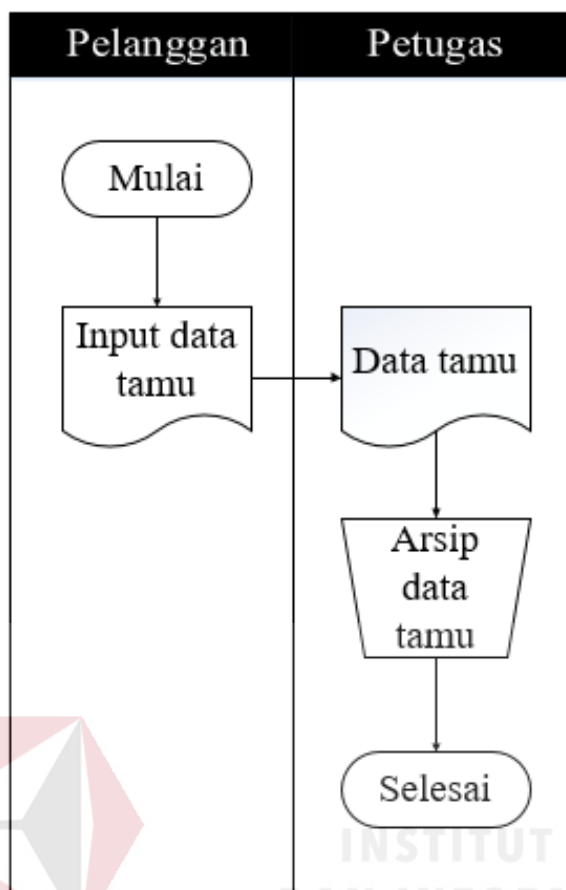 Pelanggan
Petugas
Mulai
Input data
tamu
Data tamu
Arsip
data
tamu
Selesai
INSTITUT